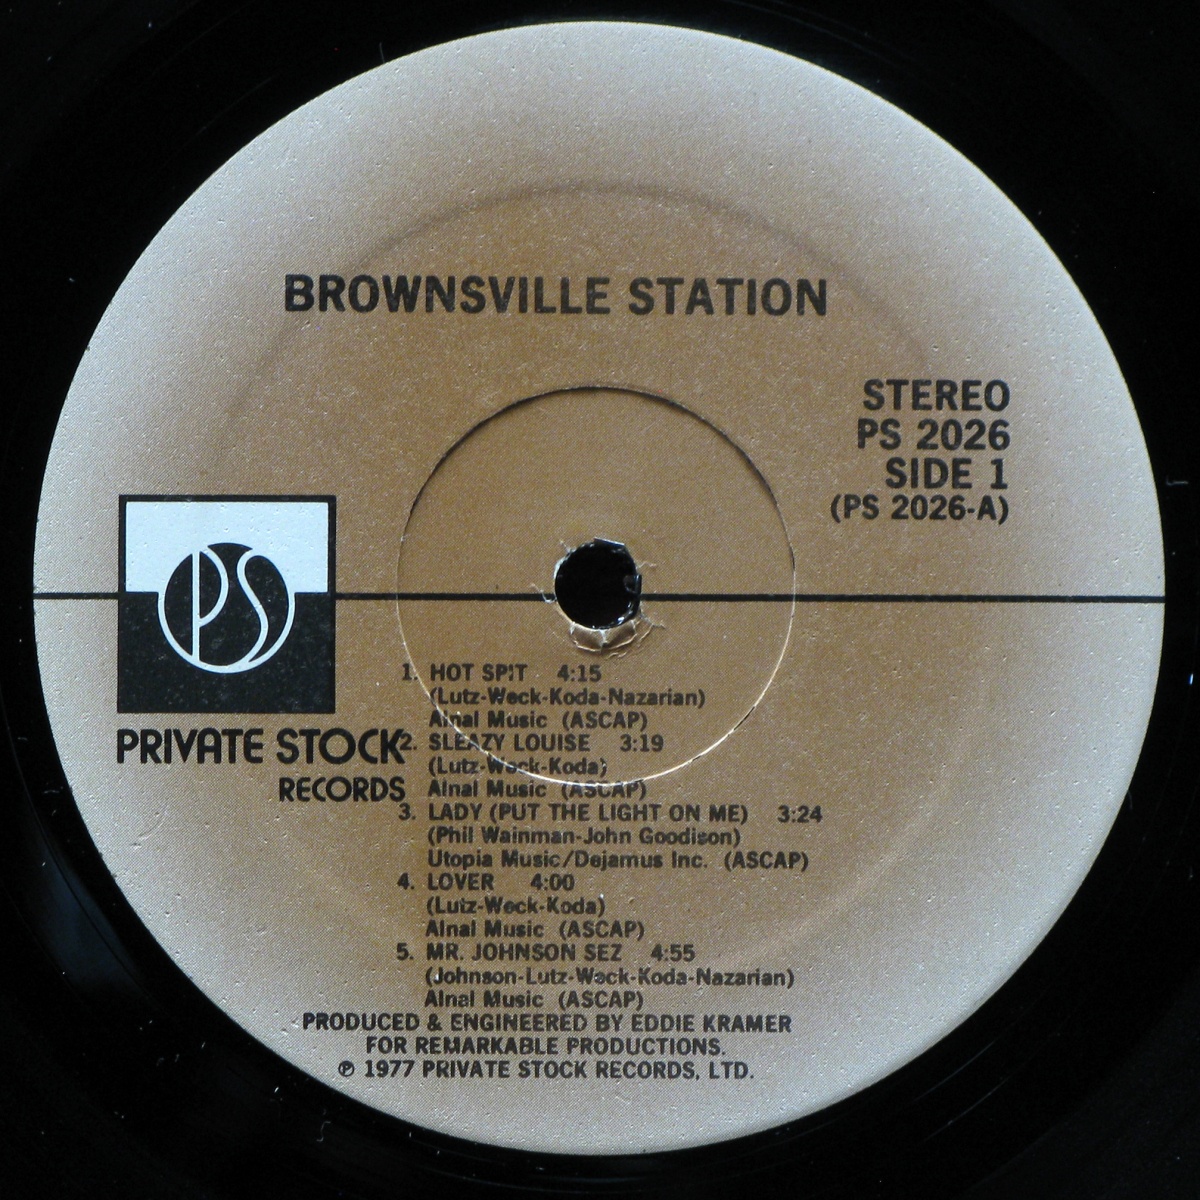 BROWNSVILLE STATION
STEREO
PS 2026
SIDE 1
(PS 2026-A)
PS
PRIVATE STOCK
RECORDS
1. HOT SPIT 4:15
(Lutz-Weck-Koda-Nazarian)
Ainal Music (ASCAP)
2. SLEAZY LOUISE 3:19
(Lutz-Weck-Koda)
Ainal Music (ASCAP)
3. LADY (PUT THE LIGHT ON ME) 3:24
(Phil Wainman-John Goodison)
Utopia Music/Dejamus Inc. (ASCAP)
4. LOVER 4:00
(Lutz-Weck-Koda)
Ainal Music (ASCAP)
5. MR. JOHNSON SEZ 4:55
(Johnson-Lutz-Weck-Koda-Nazarian)
Ainal Music (ASCAP)
PRODUCED & ENGINEERED BY EDDIE KRAMER
FOR REMARKABLE PRODUCTIONS.
℗ 1977 PRIVATE STOCK RECORDS, LTD.